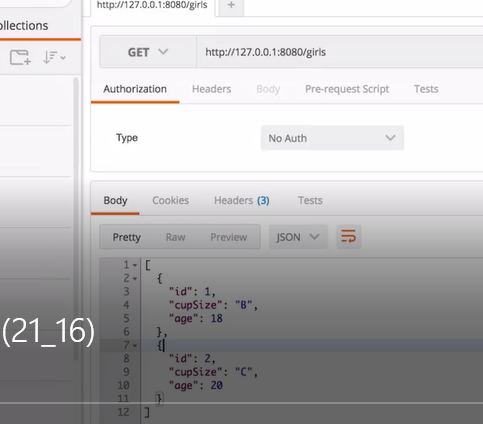 http://127.0.0.1:8080/girls
+
ollections
GET http://127.0.0.1:8080/girls
Authorization Headers Body Pre-request Script Tests
Type No Auth
Body Cookies Headers (3) Tests
Pretty Raw Preview JSON
1 [
2 {
3 "id": 1,
4 "cupSize": "B",
5 "age": 18
6 },
7 {
8 "id": 2,
9 "cupSize": "C",
10 "age": 20
11 }
12 ]
(21_16)